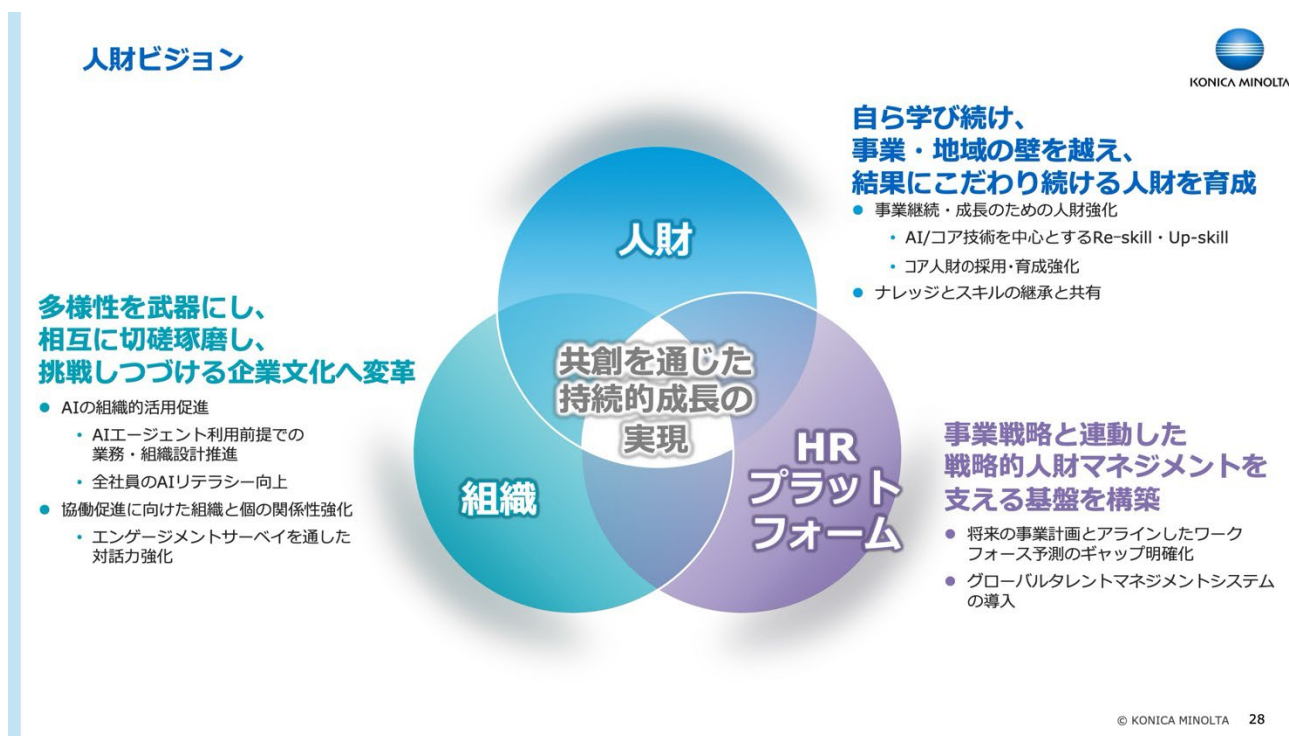 人財ビジョン
KONICA MINOLTA
自ら学び続け、
事業・地域の壁を越え、
結果にこだわり続ける人財を育成
● 事業継続・成長のための人財強化
• AI/コア技術を中心とするRe-skill・Up-skill
• コア人財の採用・育成強化
● ナレッジとスキルの継承と共有
人財
多様性を武器にし、
相互に切磋琢磨し、
挑戦しつづける企業文化へ変革
● AIの組織的活用促進
• AIエージェント利用前提での
業務・組織設計推進
• 全社員のAIリテラシー向上
● 協働促進に向けた組織と個の関係性強化
• エンゲージメントサーベイを通した
対話力強化
共創を通じた
持続的成長の
実現
組織
HR
プラット
フォーム
事業戦略と連動した
戦略的人財マネジメントを
支える基盤を構築
● 将来の事業計画とアラインしたワーク
フォース予測のギャップ明確化
● グローバルタレントマネジメントシステム
の導入
© KONICA MINOLTA 28